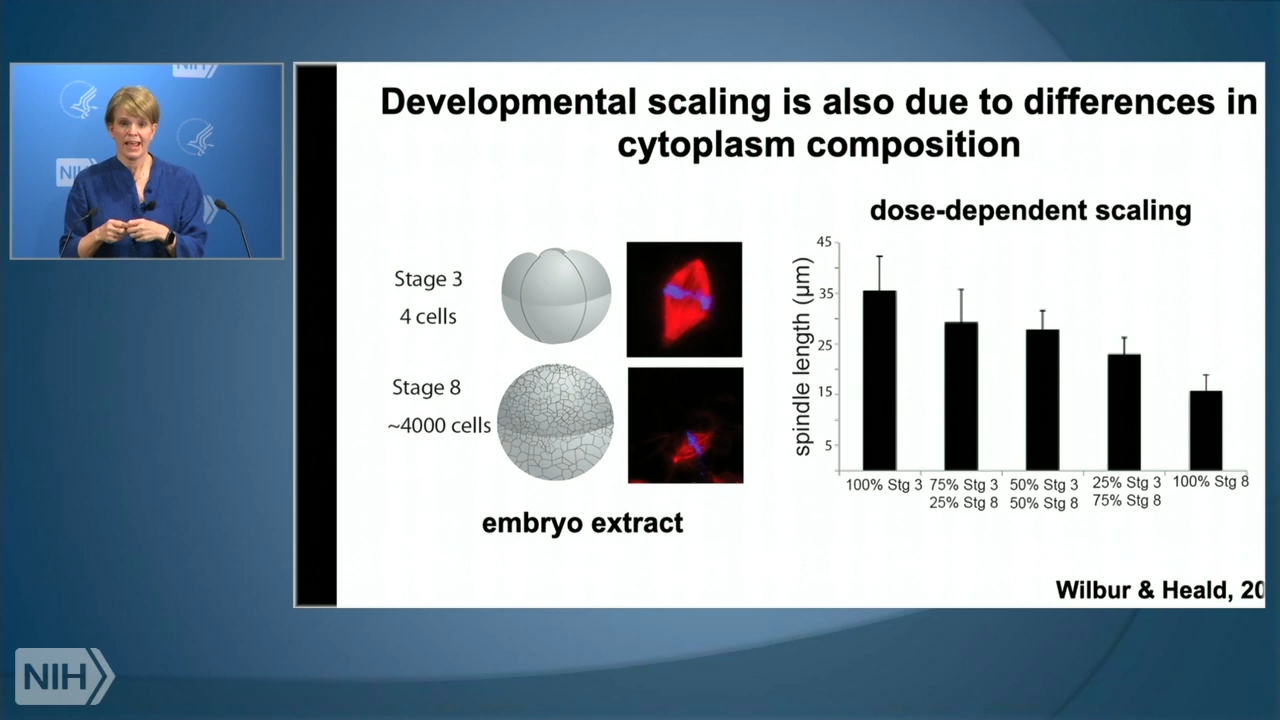 NIH
NIH
Developmental scaling is also due to differences in
cytoplasm composition
Stage 3
4 cells
Stage 8
~4000 cells
embryo extract
dose-dependent scaling
spindle length (µm)
45
35
25
15
5
100% Stg 3
75% Stg 3
25% Stg 8
50% Stg 3
50% Stg 8
25% Stg 3
75% Stg 8
100% Stg 8
Wilbur & Heald, 20
NIH